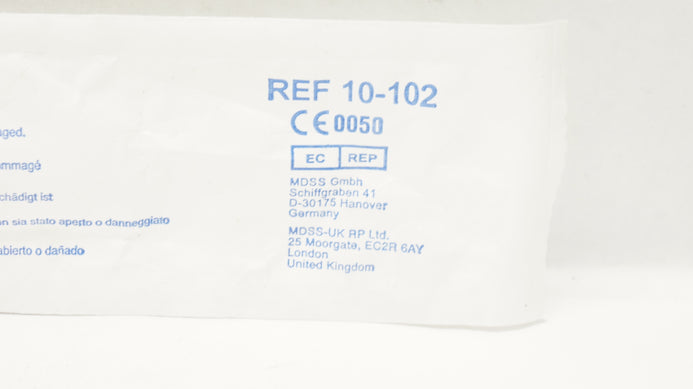 REF 10-102
CE 0050
EC REP
MDSS Gmbh
Schiffgraben 41
D-30175 Hanover
Germany
MDSS-UK RP Ltd.
25 Moorgate, EC2R 6AY
London
United Kingdom
aged.
ommagé
chädigt ist
n sia stato aperto o danneggiato
abierto o dañado